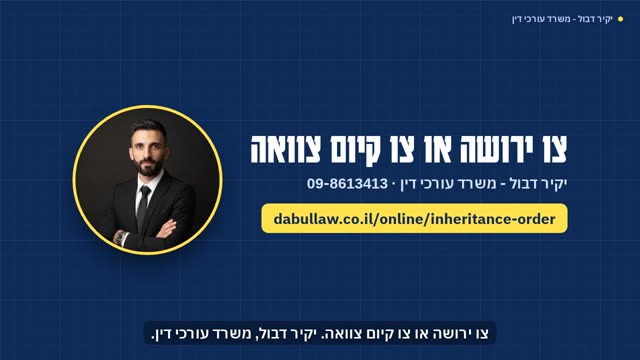 יקיר דבול - משרד עורכי דין
צו ירושה או צו קיום צוואה
יקיר דבול - משרד עורכי דין · 09-8613413
dabullaw.co.il/online/inheritance-order
צו ירושה או צו קיום צוואה. יקיר דבול, משרד עורכי דין.